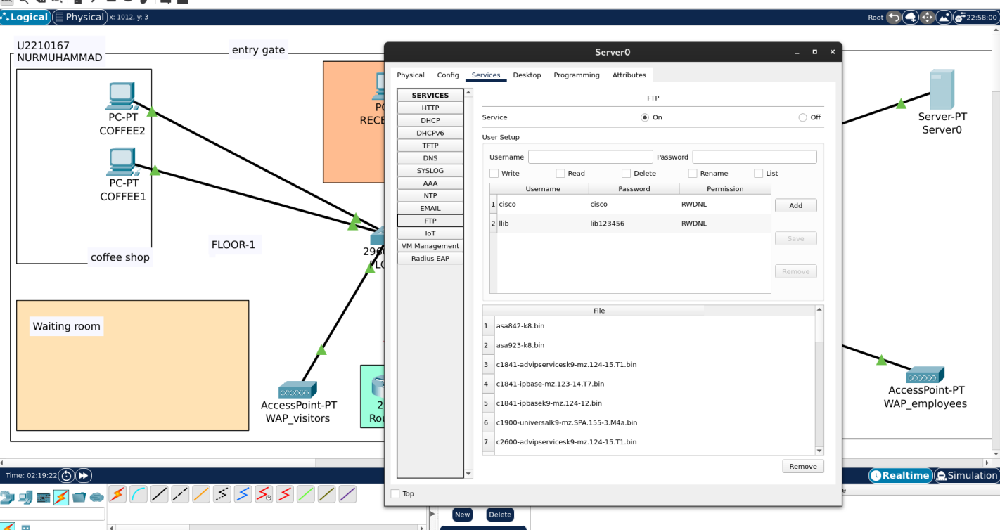 Logical Physical x: 1012, y: 3
Root 22:58:00
U2210167
NURMUHAMMAD
entry gate
PC-PT
COFFEE2
PC-PT
COFFEE1
coffee shop
FLOOR-1
Waiting room
AccessPoint-PT
WAP_visitors
Server0
Physical Config Services Desktop Programming Attributes
SERVICES
HTTP
DHCP
DHCPv6
TFTP
DNS
SYSLOG
AAA
NTP
EMAIL
FTP
IoT
VM Management
Radius EAP
FTP
Service On Off
User Setup
Username Password
Write Read Delete Rename List
Username Password Permission
1 cisco cisco RWDNL
2 llib lib123456 RWDNL
Add
Save
Remove
File
1 asa842-k8.bin
2 asa923-k8.bin
3 c1841-advipservicesk9-mz.124-15.T1.bin
4 c1841-ipbase-mz.123-14.T7.bin
5 c1841-ipbasek9-mz.124-12.bin
6 c1900-universalk9-mz.SPA.155-3.M4a.bin
7 c2600-advipservicesk9-mz.124-15.T1.bin
Remove
Top
Server-PT
Server0
AccessPoint-PT
WAP_employees
Time: 02:19:22
Realtime Simulation
New Delete